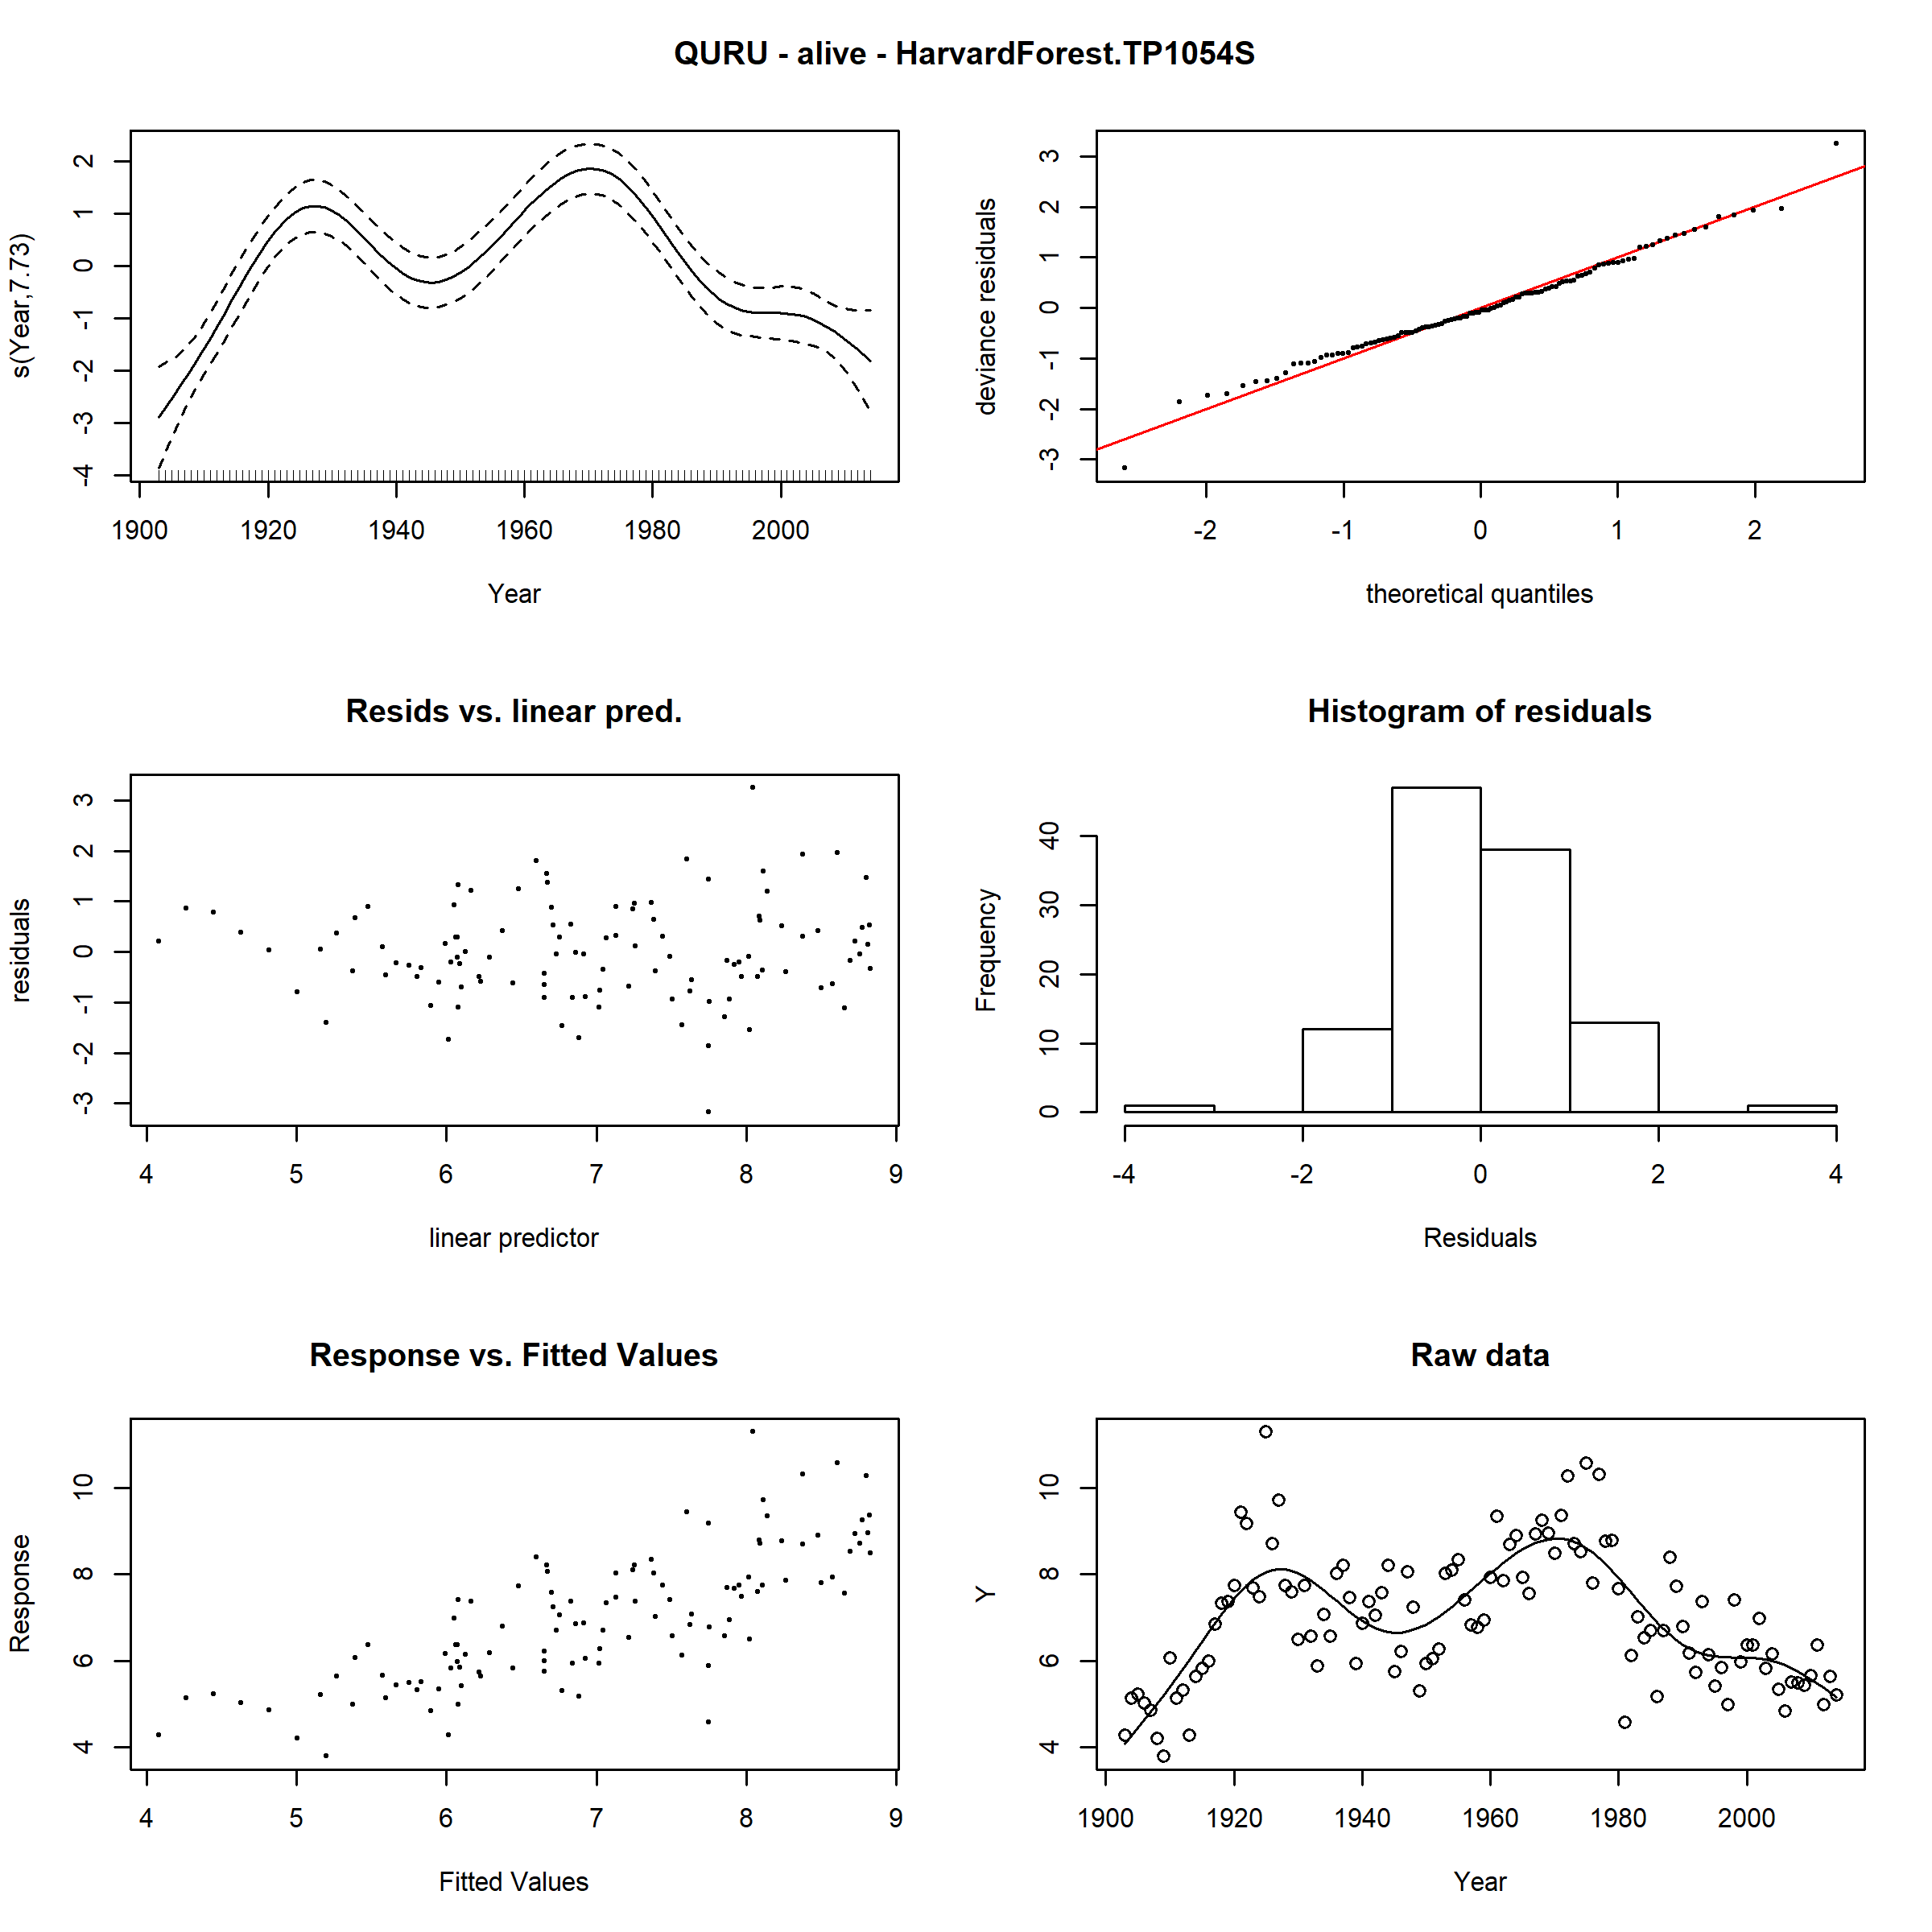 QURU - alive - HarvardForest.TP1054S
s(Year,7.73)
2
1
0
-1
-2
-3
-4
1900 1920 1940 1960 1980 2000
Year
deviance residuals
3
2
1
0
-1
-2
-3
-2 -1 0 1 2
theoretical quantiles
Resids vs. linear pred.
residuals
3
2
1
0
-1
-2
-3
4 5 6 7 8 9
linear predictor
Histogram of residuals
Frequency
40
30
20
10
0
-4 -2 0 2 4
Residuals
Response vs. Fitted Values
Response
10
8
6
4
4 5 6 7 8 9
Fitted Values
Raw data
Y
10
8
6
4
1900 1920 1940 1960 1980 2000
Year